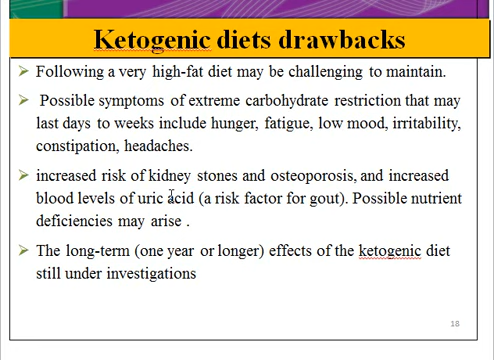 Ketogenic diets drawbacks
➢ Following a very high-fat diet may be challenging to maintain.
➢ Possible symptoms of extreme carbohydrate restriction that may
last days to weeks include hunger, fatigue, low mood, irritability,
constipation, headaches.
➢ increased risk of kidney stones and osteoporosis, and increased
blood levels of uric acid (a risk factor for gout). Possible nutrient
deficiencies may arise .
➢ The long-term (one year or longer) effects of the ketogenic diet
still under investigations
18